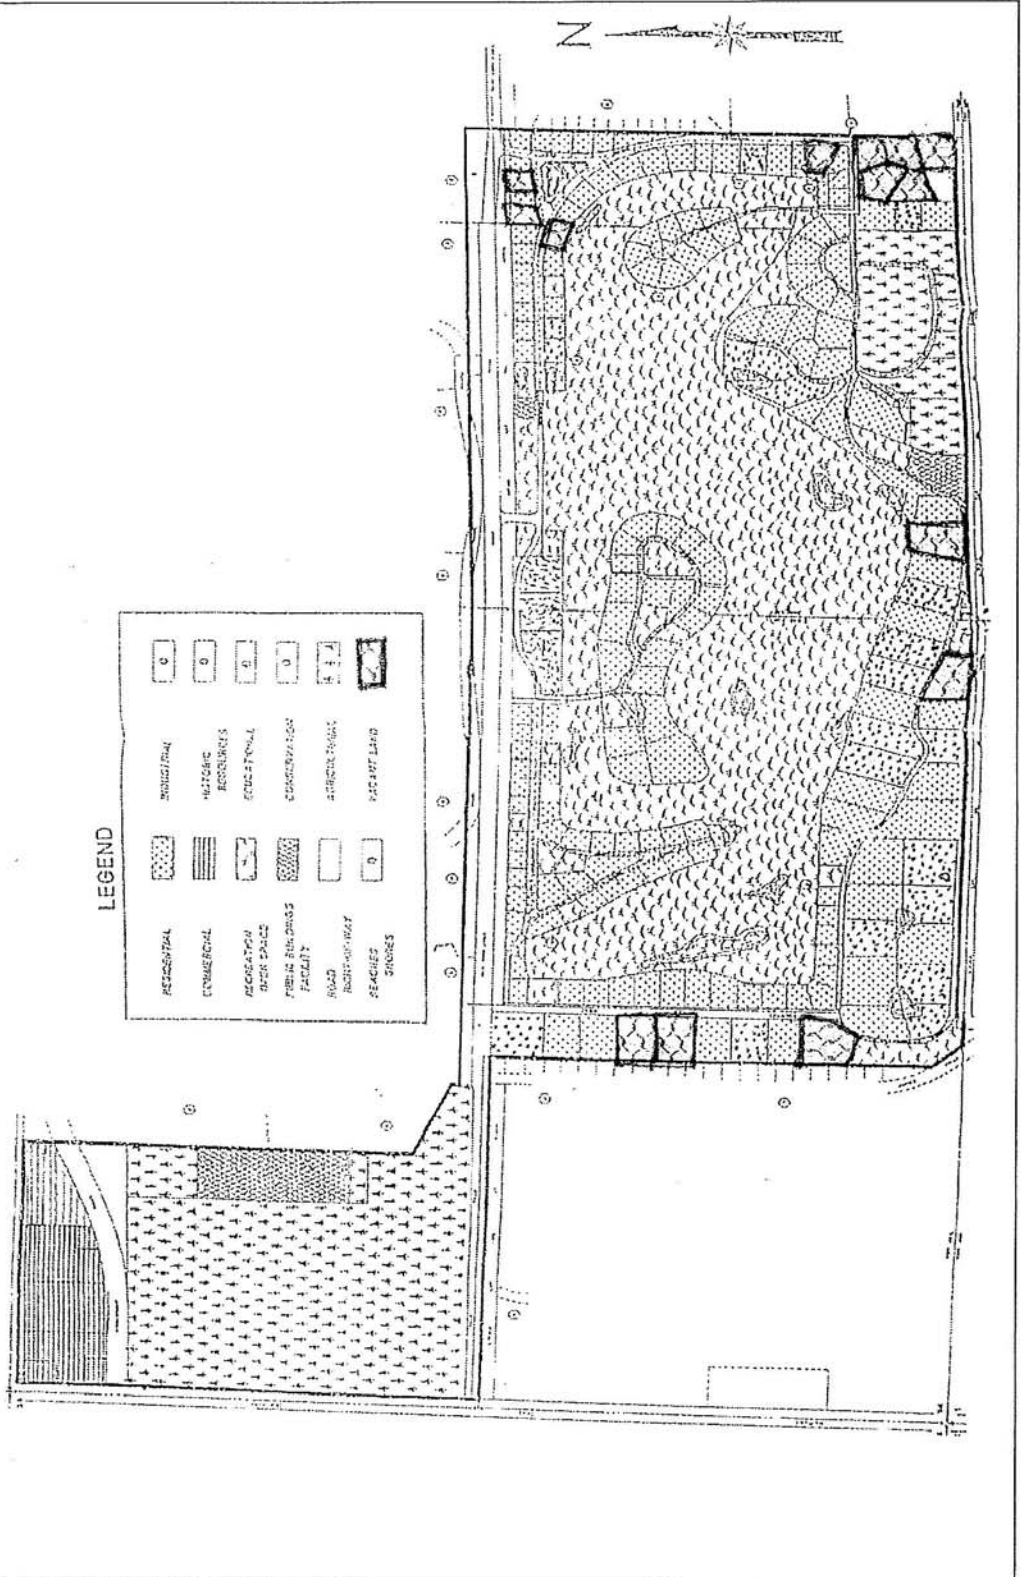 N
LEGEND
RESIDENTIAL
COMMERCIAL
RECREATION
OPEN SPACE
PUBLIC BUILDINGS
FACILITY
ROAD
RIGHT-OF-WAY
BEACHES
SHORES
INDUSTRIAL
HISTORIC
RESOURCES
EDUCATIONAL
CONSERVATION
AGRICULTURAL
VACANT LAND